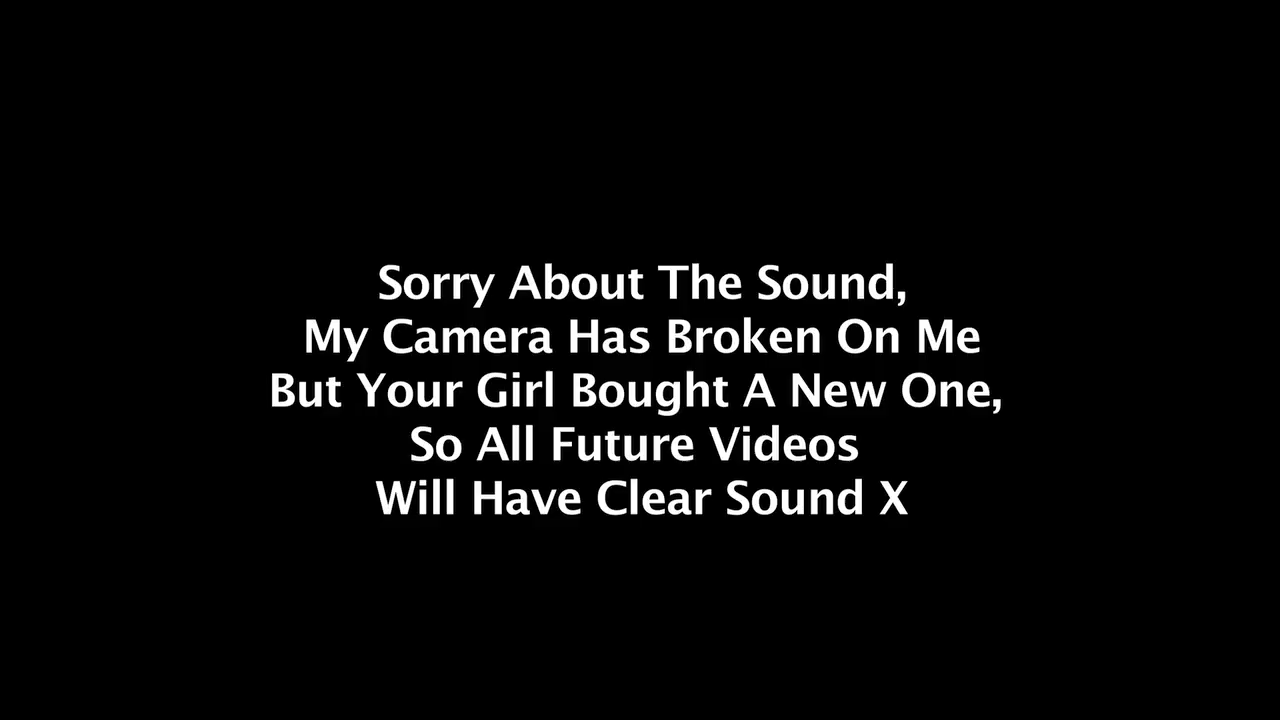 Sorry About The Sound,
My Camera Has Broken On Me
But Your Girl Bought A New One,
So All Future Videos
Will Have Clear Sound X